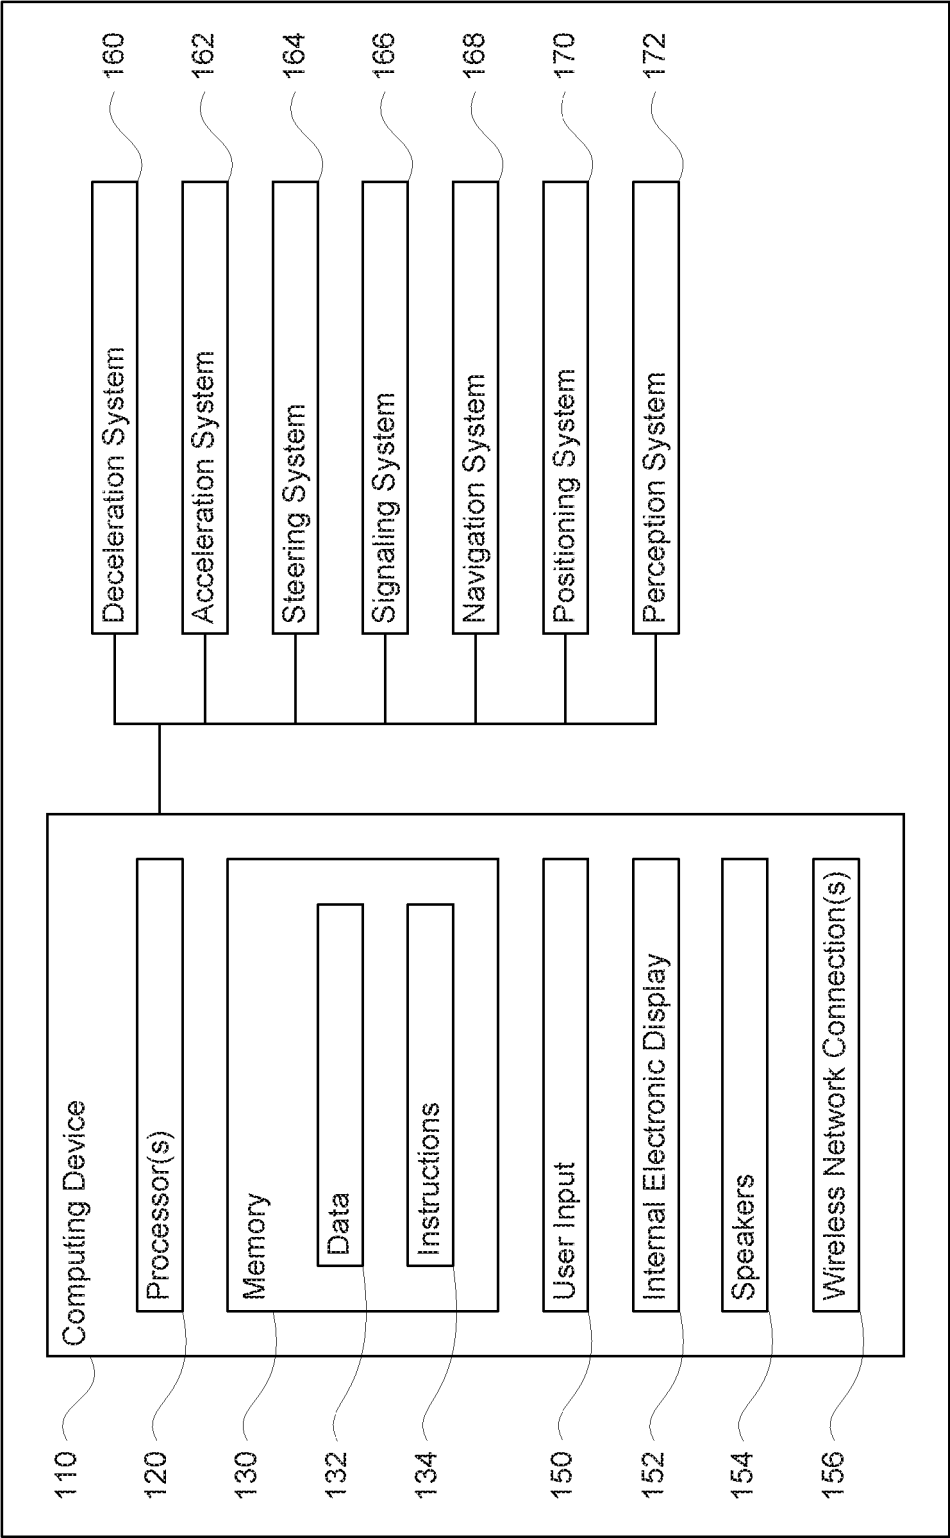 110
Computing Device
120
Processor(s)
130
Memory
132
Data
134
Instructions
150
User Input
152
Internal Electronic Display
154
Speakers
156
Wireless Network Connection(s)
Deceleration System
160
Acceleration System
162
Steering System
164
Signaling System
166
Navigation System
168
Positioning System
170
Perception System
172